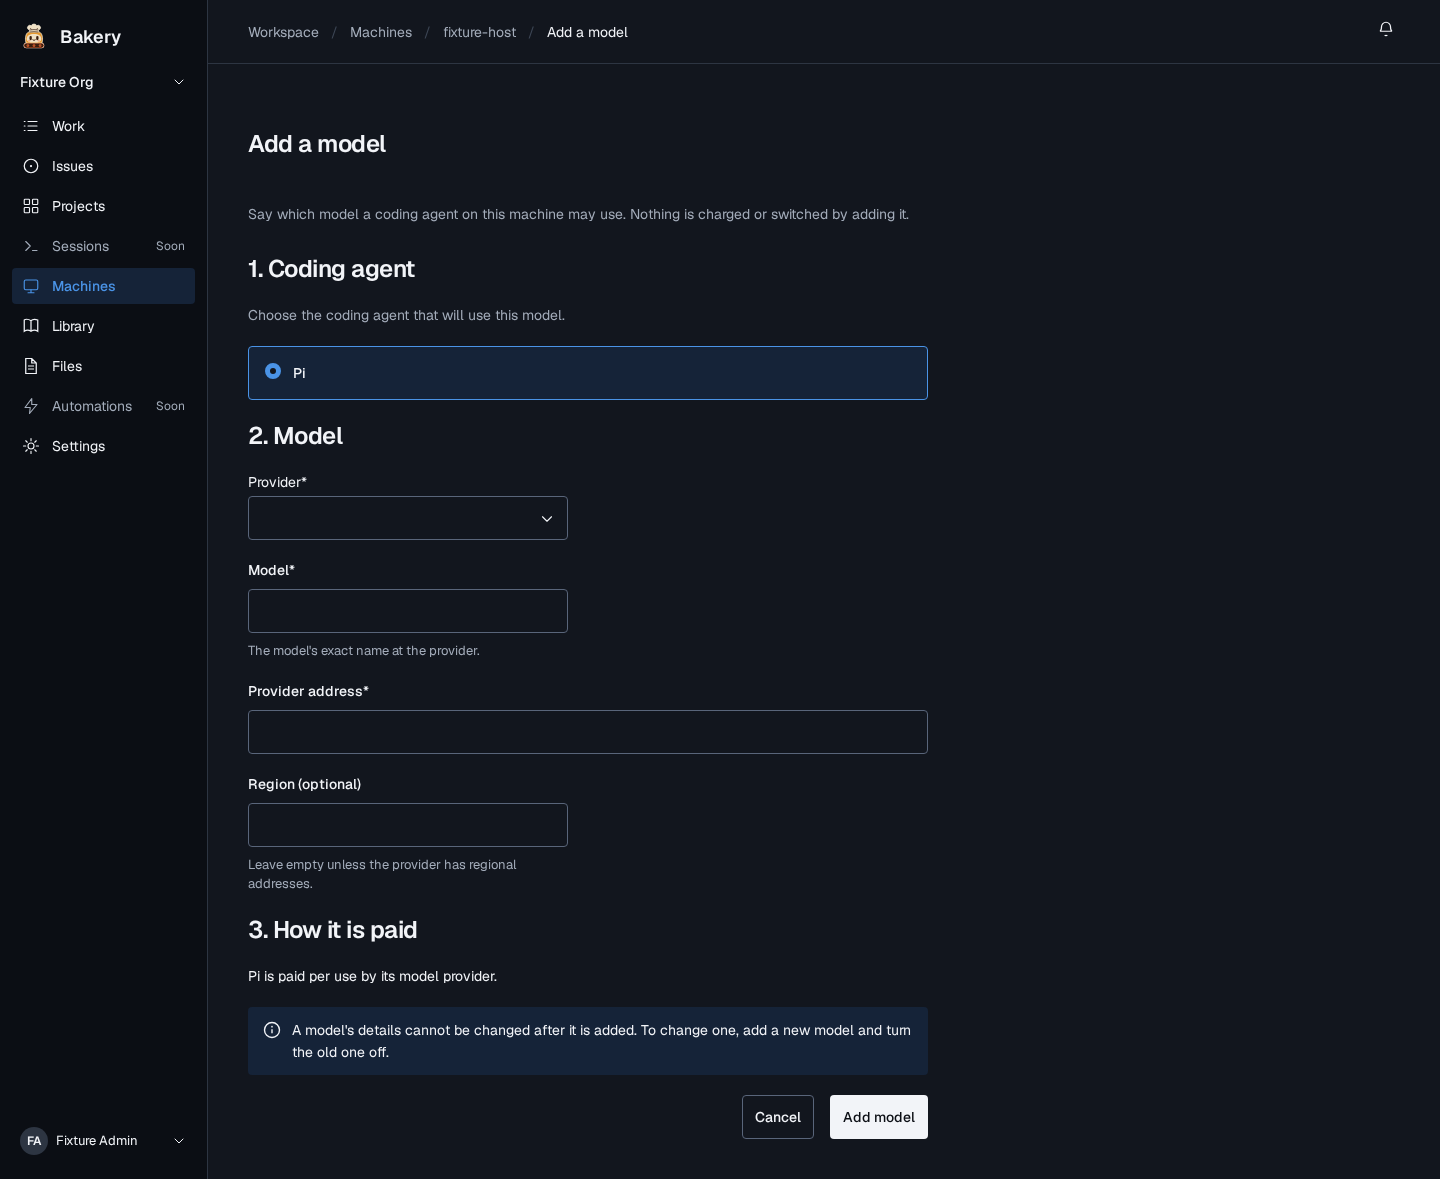 Bakery
Fixture Org
Work
Issues
Projects
Sessions Soon
Machines
Library
Files
Automations Soon
Settings
FA Fixture Admin
Workspace / Machines / fixture-host / Add a model
Add a model
Say which model a coding agent on this machine may use. Nothing is charged or switched by adding it.
1. Coding agent
Choose the coding agent that will use this model.
Pi
2. Model
Provider*
Model*
The model's exact name at the provider.
Provider address*
Region (optional)
Leave empty unless the provider has regional
addresses.
3. How it is paid
Pi is paid per use by its model provider.
A model's details cannot be changed after it is added. To change one, add a new model and turn
the old one off.
Cancel
Add model